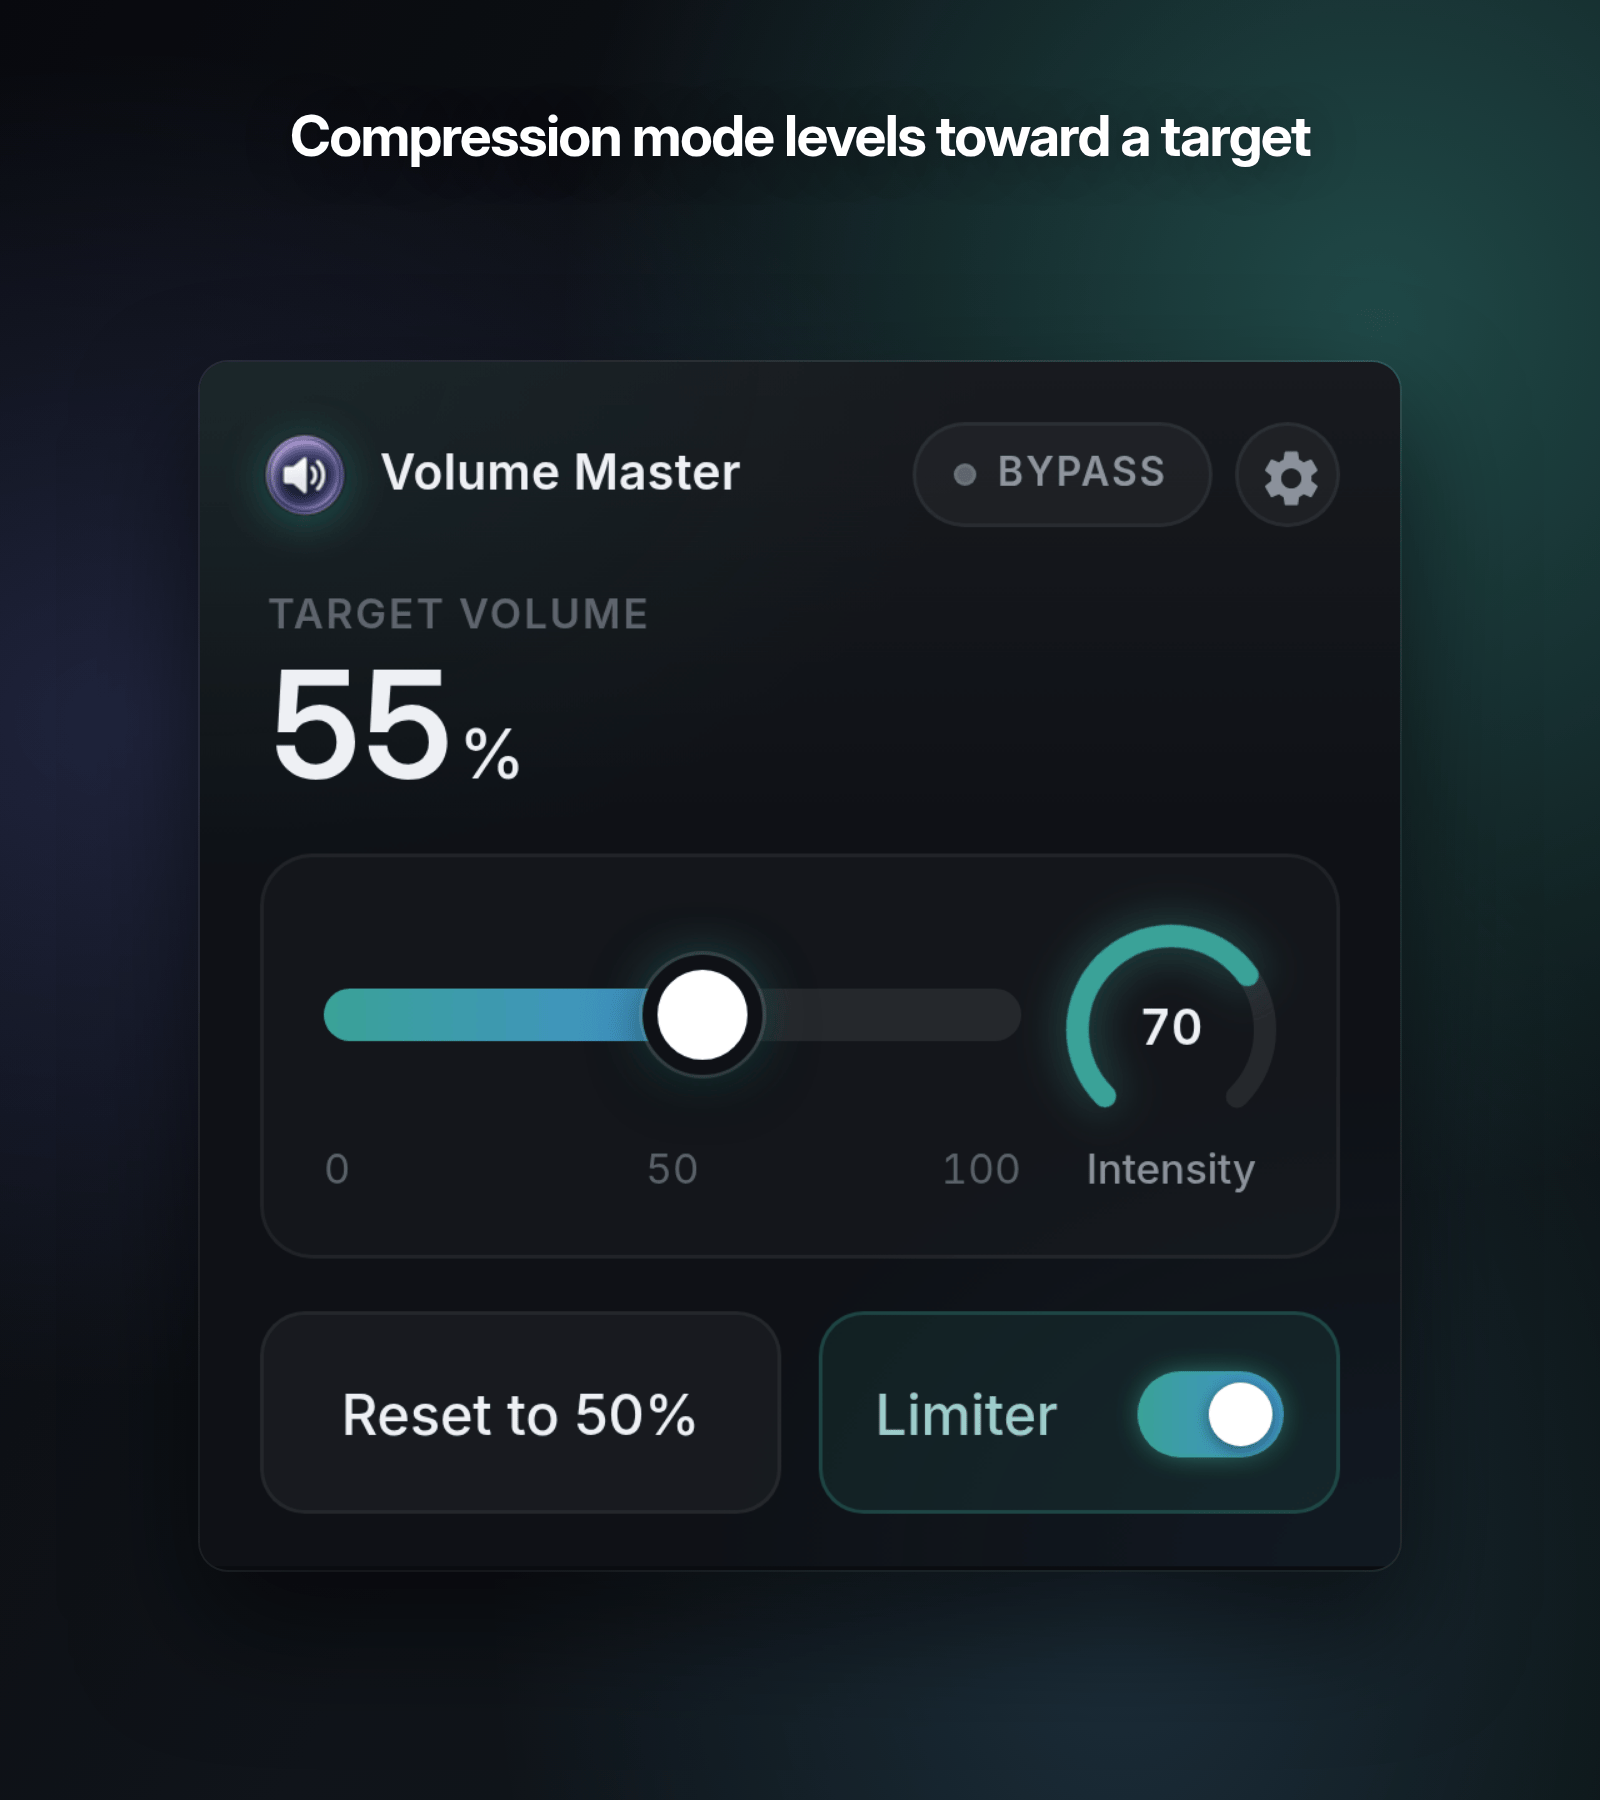 Compression mode levels toward a target
Volume Master
BYPASS
TARGET VOLUME
55%
70
0 50 100 Intensity
Reset to 50%
Limiter